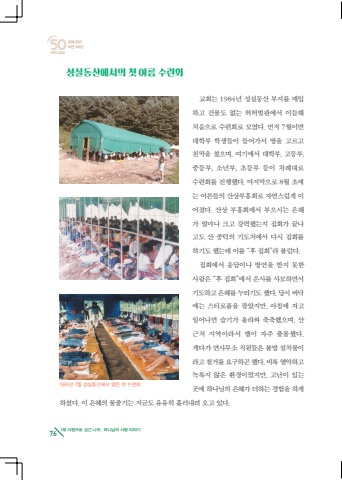 50
성실동산에서의 첫 여름 수련회
교회는 1984년 성실동산 부지를 매입
하고 건물도 없는 허허벌판에서 이듬해
처음으로 수련회로 모였다. 먼저 7월이면
대학부 학생들이 들어가서 땅을 고르고
천막을 쳤으며, 여기에서 대학부, 고등부,
중등부, 소년부, 초등부 등이 차례대로
수련회를 진행했다. 마지막으로 8월 초에
는 어른들의 산상부흥회로 자연스럽게 이
어졌다. 산상 부흥회에서 부으시는 은혜
가 얼마나 크고 강력했는지 집회가 끝나
고도 산 중턱의 기도처에서 다시 집회를
하기도 했는데 이를 “후 집회”라 불렀다.
집회에서 응답이나 방언을 받지 못한
사람은 “후 집회”에서 은사를 사모하면서
기도하고 은혜를 누리기도 했다. 당시 바닥
에는 스티로폼을 깔았지만, 아침에 자고
일어나면 습기가 올라와 축축했으며, 산
근처 지역이라서 뱀이 자주 출몰했다.
게다가 면사무소 직원들은 불법 설치물이
라고 철거를 요구하곤 했다. 비록 열악하고
녹록지 않은 환경이었지만, 고난이 있는
곳에 하나님의 은혜가 더하는 경험을 하게
하셨다. 이 은혜의 물줄기는 지금도 유유히 흘러내려 오고 있다.
1985년 7월 성실동산에서 열린 첫 수련회
76
1부 사랑으로 심긴 나무, 하나님의 사랑 이야기